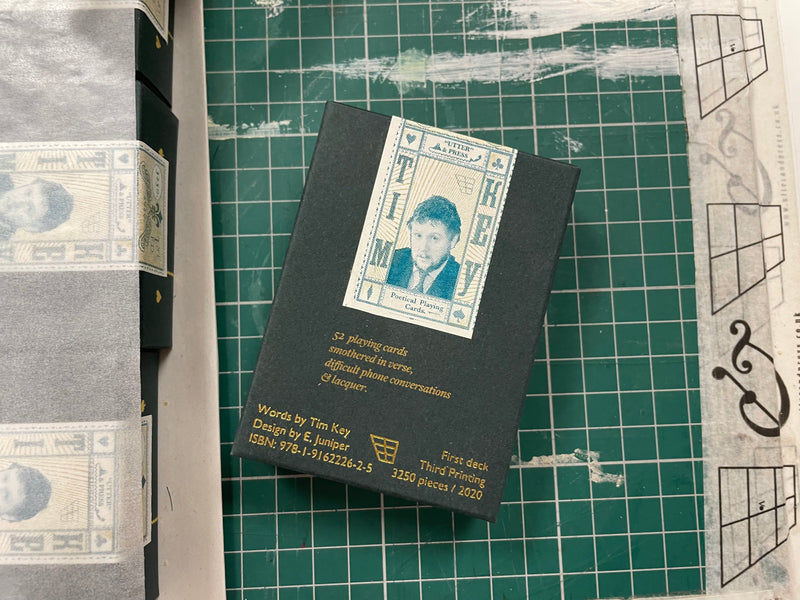 "UTTER"
& PRESS
TIM
KEy
Poetical Playing
Cards.
52 playing cards
smothered in verse,
difficult phone conversations
& lacquer.
Words by Tim Key
Design by E. Juniper
ISBN: 978-1-9162226-2-5
First deck
Third Printing
3250 pieces / 2020